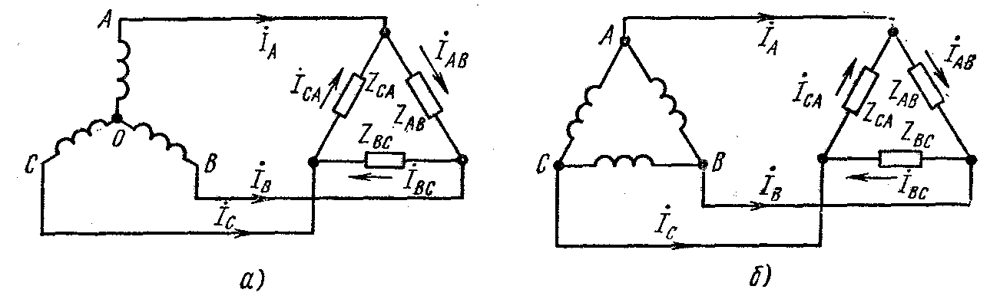 A
İ_A
İ_AB
İ_CA
Z_CA
Z_AB
O
Z_BC
C
B
İ_B
İ_BC
İ_C
а)
A
İ_A
İ_AB
İ_CA
Z_AB
Z_CA
Z_BC
C
B
İ_B
İ_BC
İ_C
б)